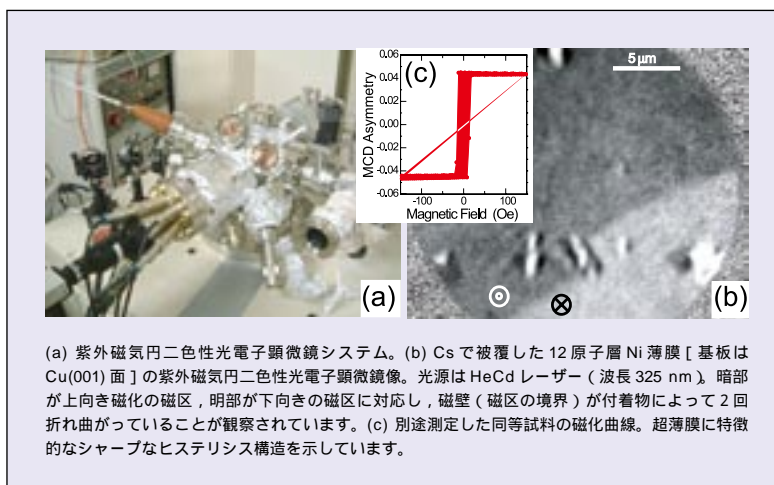 (c)
MCD Asymmetry
0.06
0.04
0.02
0.00
-0.02
-0.04
-0.06
-100
0
100
Magnetic Field (Oe)
5 μm
(a)
(b)
(a) 紫外磁気円二色性光電子顕微鏡システム。(b) Cs で被覆した 12 原子層 Ni 薄膜 [ 基板は
Cu(001) 面 ] の紫外磁気円二色性光電子顕微鏡像。光源は HeCd レーザー ( 波長 325 nm )。暗部
が上向き磁化の磁区，明部が下向きの磁区に対応し，磁壁（磁区の境界）が付着物によって 2 回
折れ曲がっていることが観察されています。(c) 別途測定した同等試料の磁化曲線。超薄膜に特徴
的なシャープなヒステリシス構造を示しています。